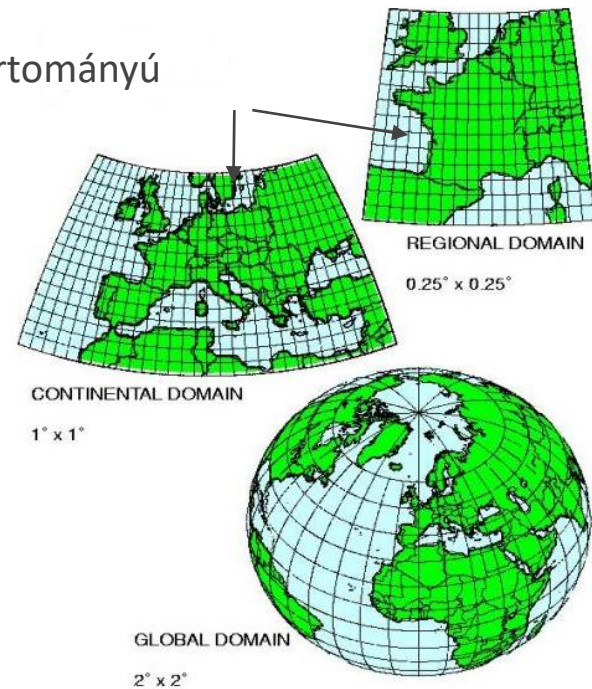 rtományú
REGIONAL DOMAIN
0.25° x 0.25°
CONTINENTAL DOMAIN
1° x 1°
GLOBAL DOMAIN
2° x 2°